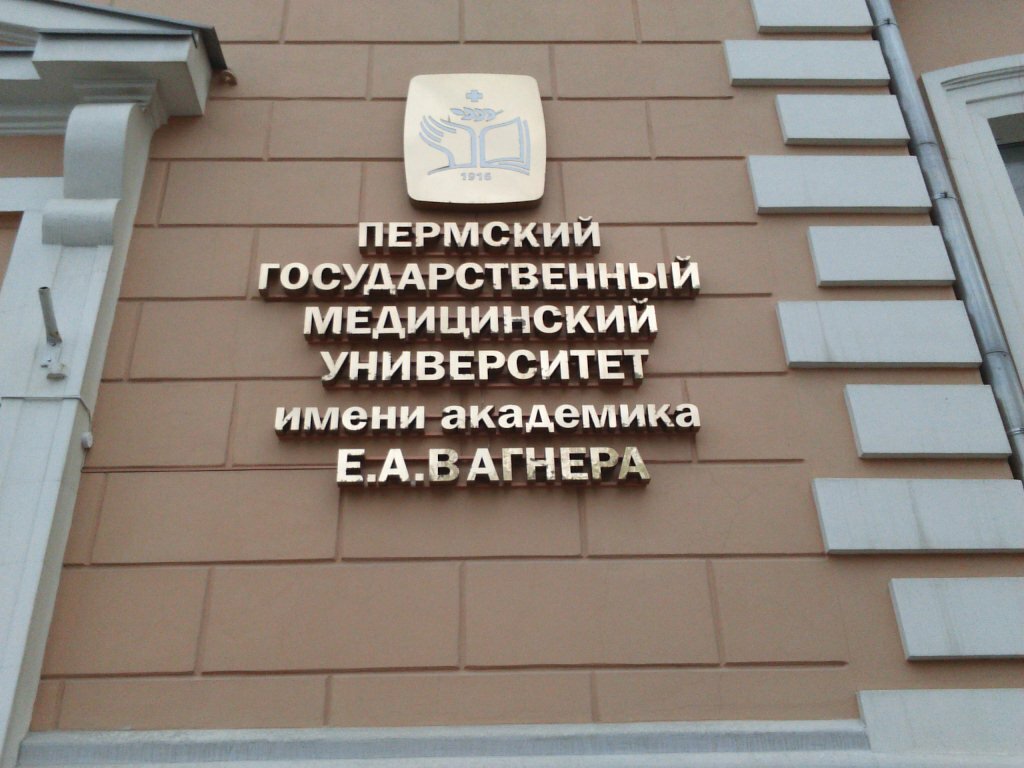 1916
ПЕРМСКИЙ
ГОСУДАРСТВЕННЫЙ
МЕДИЦИНСКИЙ
УНИВЕРСИТЕТ
имени академика
Е.А.ВАГНЕРА